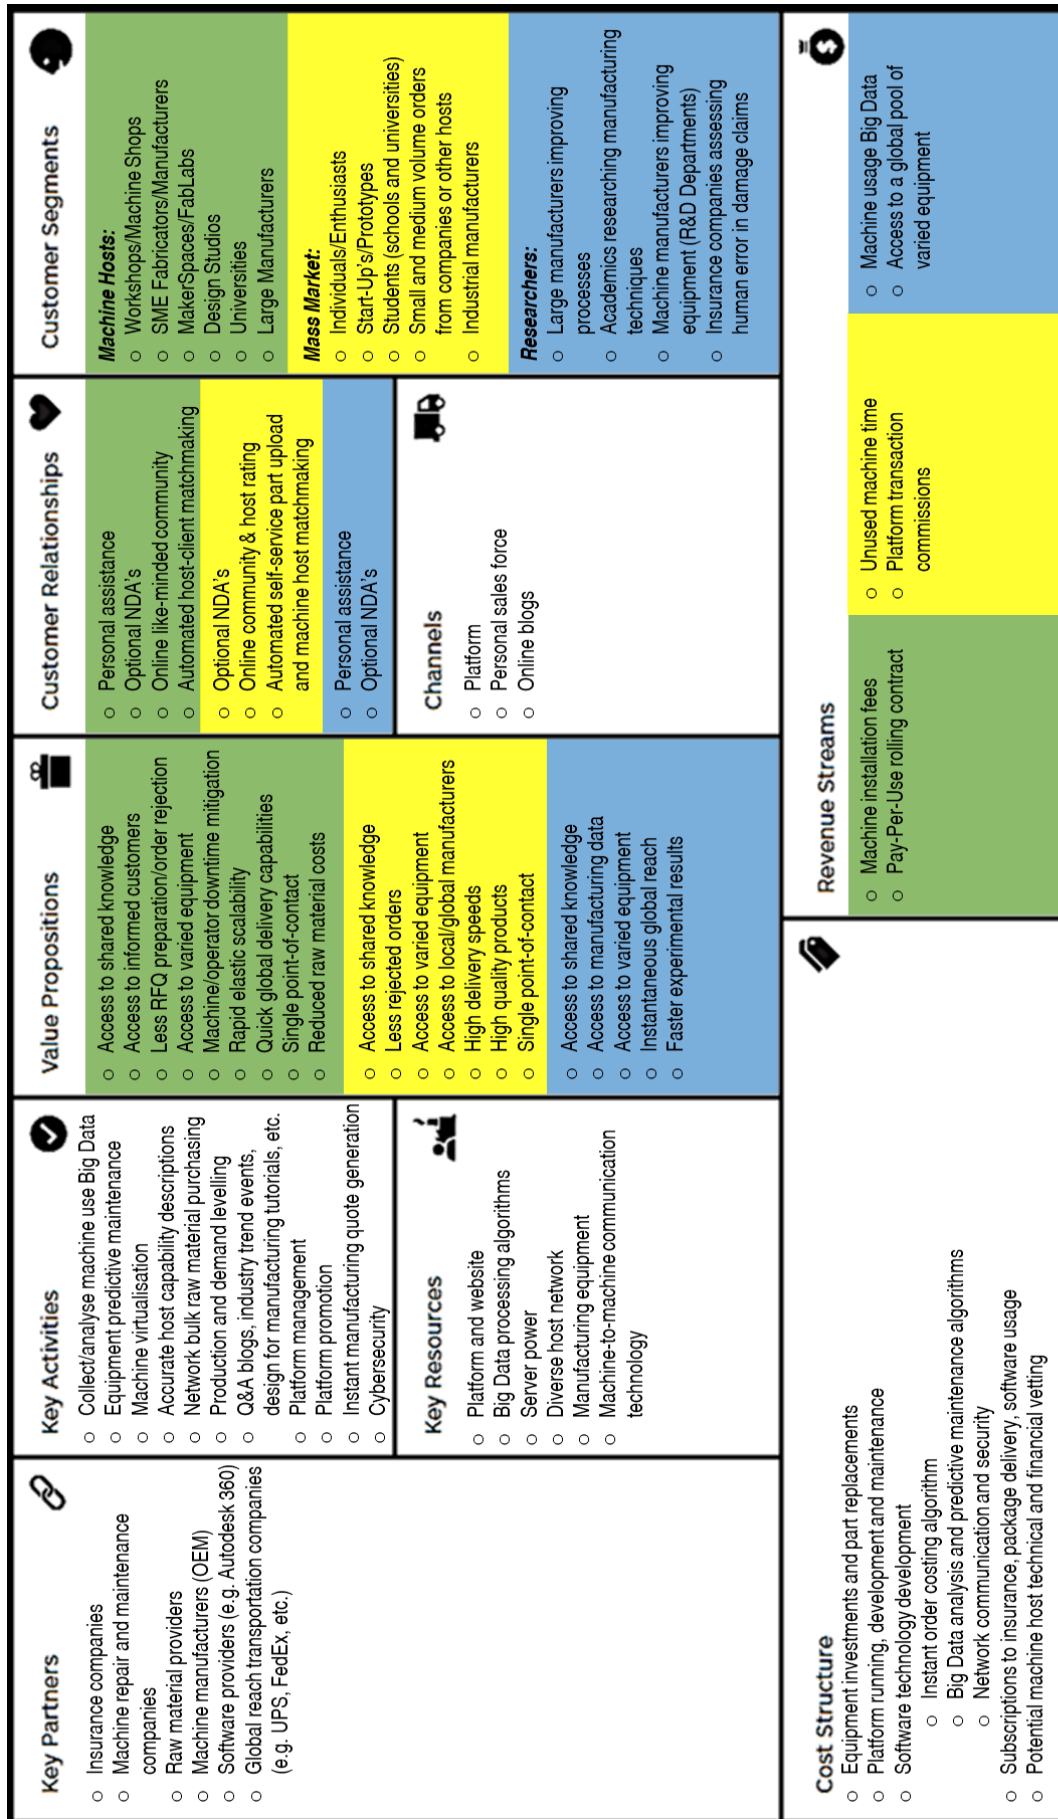 Key Partners
○ Insurance companies
○ Machine repair and maintenance
companies
○ Raw material providers
○ Machine manufacturers (OEM)
○ Software providers (e.g. Autodesk 360)
○ Global reach transportation companies
(e.g. UPS, FedEx, etc.)
Key Activities
○ Collect/analyse machine use Big Data
○ Equipment predictive maintenance
○ Machine virtualisation
○ Accurate host capability descriptions
○ Network bulk raw material purchasing
○ Production and demand levelling
○ Q&A blogs, industry trend events,
design for manufacturing tutorials, etc.
○ Platform management
○ Platform promotion
○ Instant manufacturing quote generation
○ Cybersecurity
Key Resources
○ Platform and website
○ Big Data processing algorithms
○ Server power
○ Diverse host network
○ Manufacturing equipment
○ Machine-to-machine communication
technology
Value Propositions
○ Access to shared knowledge
○ Access to informed customers
○ Less RFQ preparation/order rejection
○ Access to varied equipment
○ Machine/operator downtime mitigation
○ Rapid elastic scalability
○ Quick global delivery capabilities
○ Single point-of-contact
○ Reduced raw material costs
○ Access to shared knowledge
○ Less rejected orders
○ Access to varied equipment
○ Access to local/global manufacturers
○ High delivery speeds
○ High quality products
○ Single point-of-contact
○ Access to shared knowledge
○ Access to manufacturing data
○ Access to varied equipment
○ Instantaneous global reach
○ Faster experimental results
Customer Relationships
○ Personal assistance
○ Optional NDA's
○ Online like-minded community
○ Automated host-client matchmaking
○ Optional NDA's
○ Online community & host rating
○ Automated self-service part upload
and machine host matchmaking
○ Personal assistance
○ Optional NDA's
Channels
○ Platform
○ Personal sales force
○ Online blogs
Customer Segments
Machine Hosts:
○ Workshops/Machine Shops
○ SME Fabricators/Manufacturers
○ MakerSpaces/FabLabs
○ Design Studios
○ Universities
○ Large Manufacturers
Mass Market:
○ Individuals/Enthusiasts
○ Start-Up's/Prototypes
○ Students (schools and universities)
○ Small and medium volume orders
from companies or other hosts
○ Industrial manufacturers
Researchers:
○ Large manufacturers improving
processes
○ Academics researching manufacturing
techniques
○ Machine manufacturers improving
equipment (R&D Departments)
○ Insurance companies assessing
human error in damage claims
Cost Structure
○ Equipment investments and part replacements
○ Platform running, development and maintenance
○ Software technology development
○ Instant order costing algorithm
○ Big Data analysis and predictive maintenance algorithms
○ Network communication and security
○ Subscriptions to insurance, package delivery, software usage
○ Potential machine host technical and financial vetting
Revenue Streams
○ Machine installation fees
○ Pay-Per-Use rolling contract
○ Unused machine time
○ Platform transaction
commissions
○ Machine usage Big Data
○ Access to a global pool of
varied equipment
$